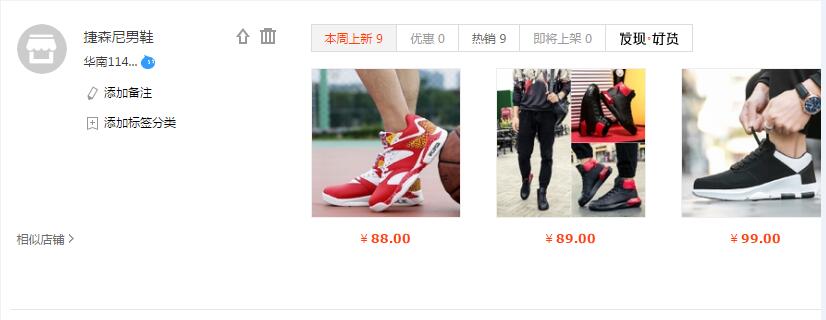 捷森尼男鞋
华南114...
添加备注
添加标签分类
相似店铺
本周上新 9 优惠 0 热销 9 即将上架 0 发现·好货
¥ 88.00 ¥ 89.00 ¥ 99.00